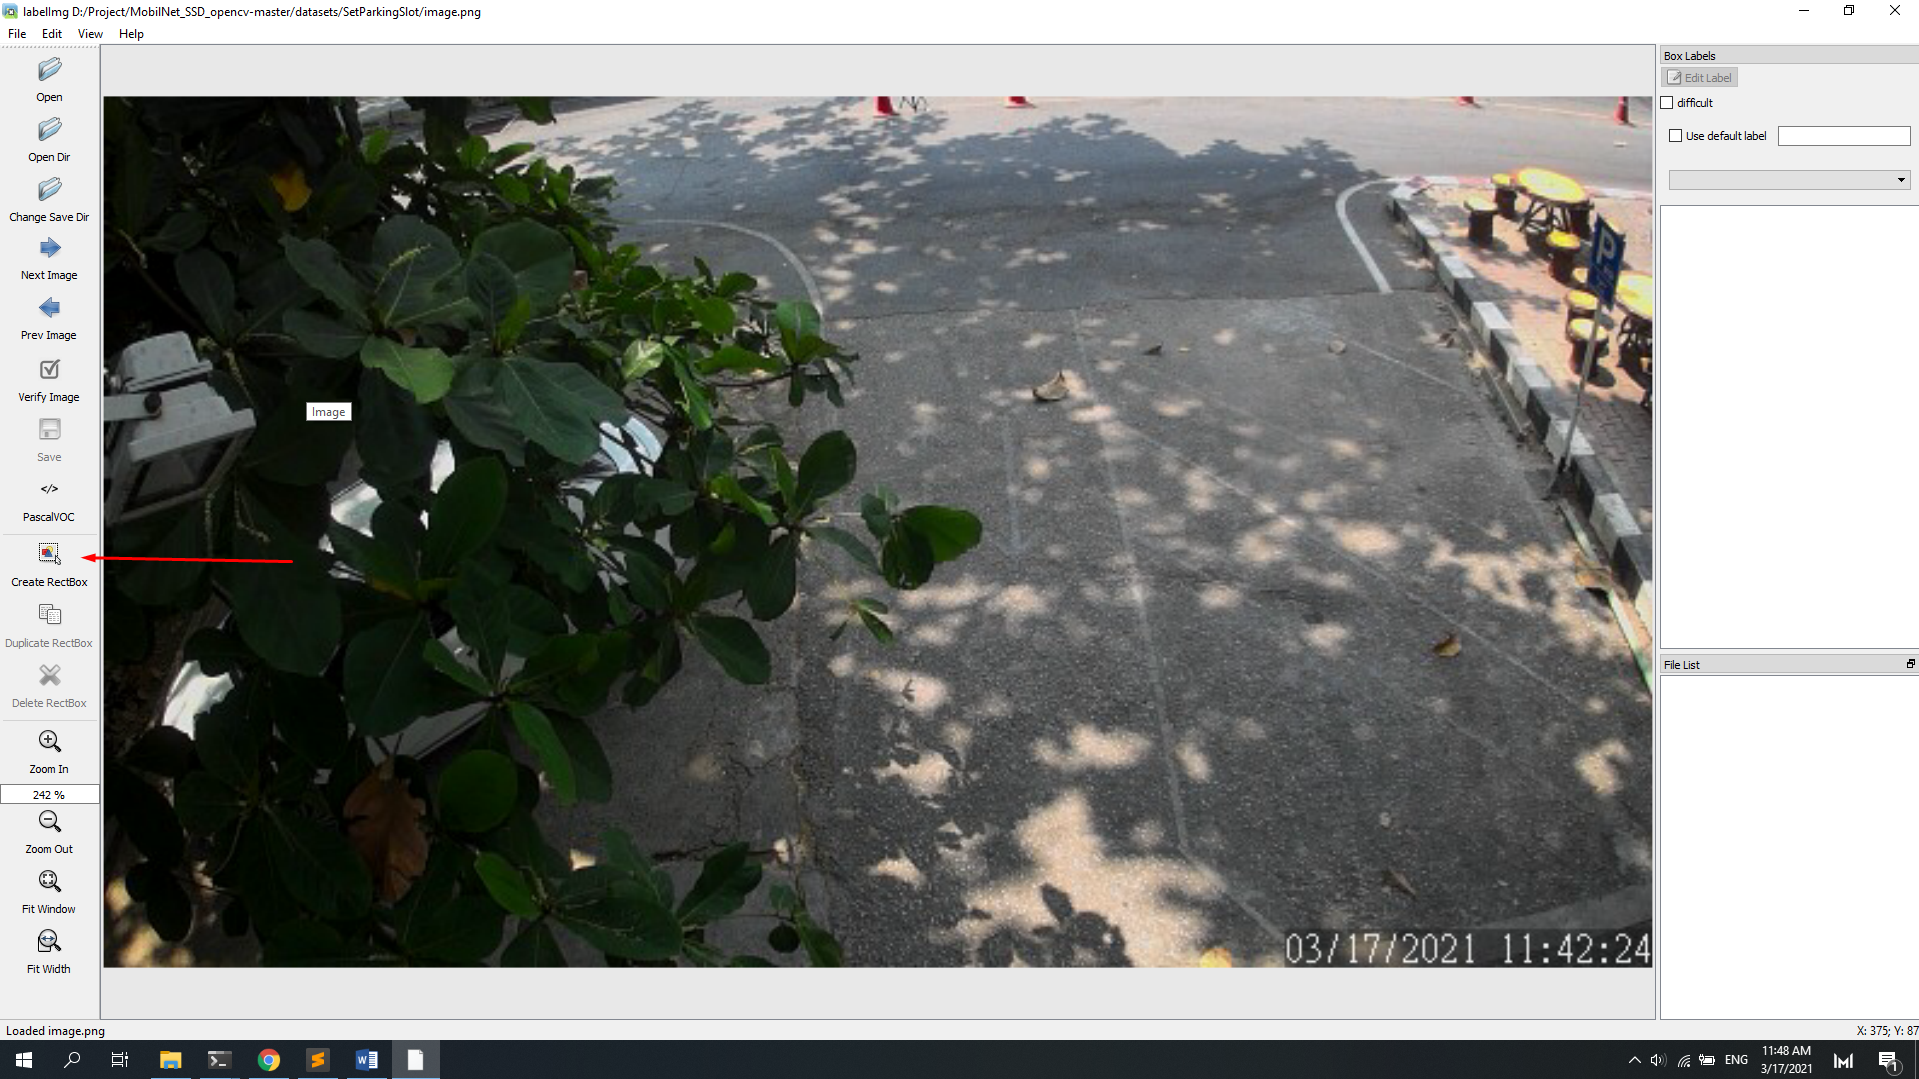 labelImg D:/Project/MobilNet_SSD_opencv-master/datasets/SetParkingSlot/image.png
File Edit View Help
Open
Open Dir
Change Save Dir
Next Image
Prev Image
Verify Image
Save
</>
PascalVOC
Create RectBox
Duplicate RectBox
Delete RectBox
Zoom In
242 %
Zoom Out
Fit Window
Fit Width
Image
P
03/17/2021 11:42:24
Box Labels
Edit Label
difficult
Use default label
File List
Loaded image.png
X: 375; Y: 87
ENG
11:48 AM
3/17/2021
1